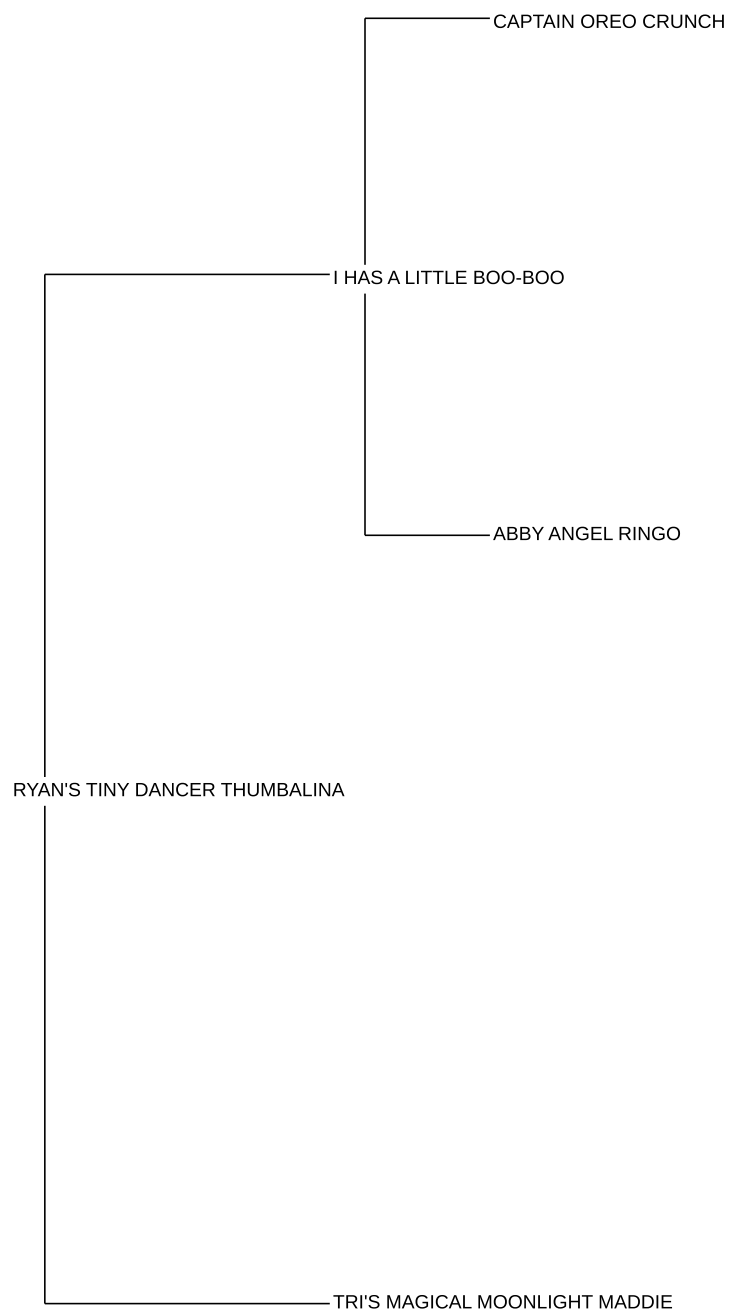 CAPTAIN OREO CRUNCH
I HAS A LITTLE BOO-BOO
ABBY ANGEL RINGO
RYAN'S TINY DANCER THUMBALINA
TRI'S MAGICAL MOONLIGHT MADDIE